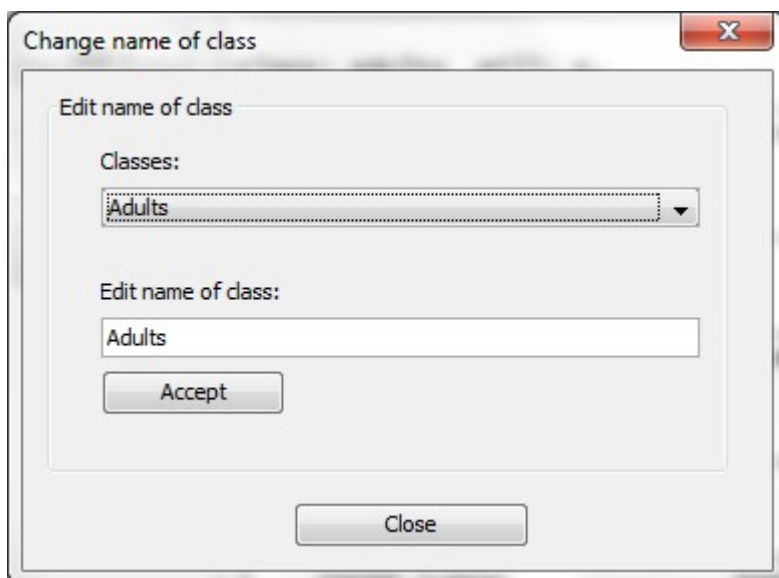 Change name of class
Edit name of class
Classes:
Adults
Edit name of class:
Adults
Accept
Close